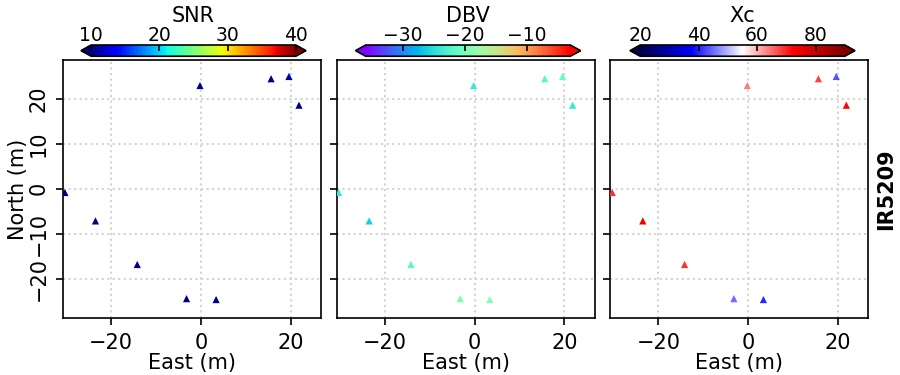 SNR DBV Xc
10 20 30 40 −30 −20 −10 20 40 60 80
North (m)
20
10
0
−10
−20
IR5209
−20 0 20 −20 0 20 −20 0 20
East (m) East (m) East (m)